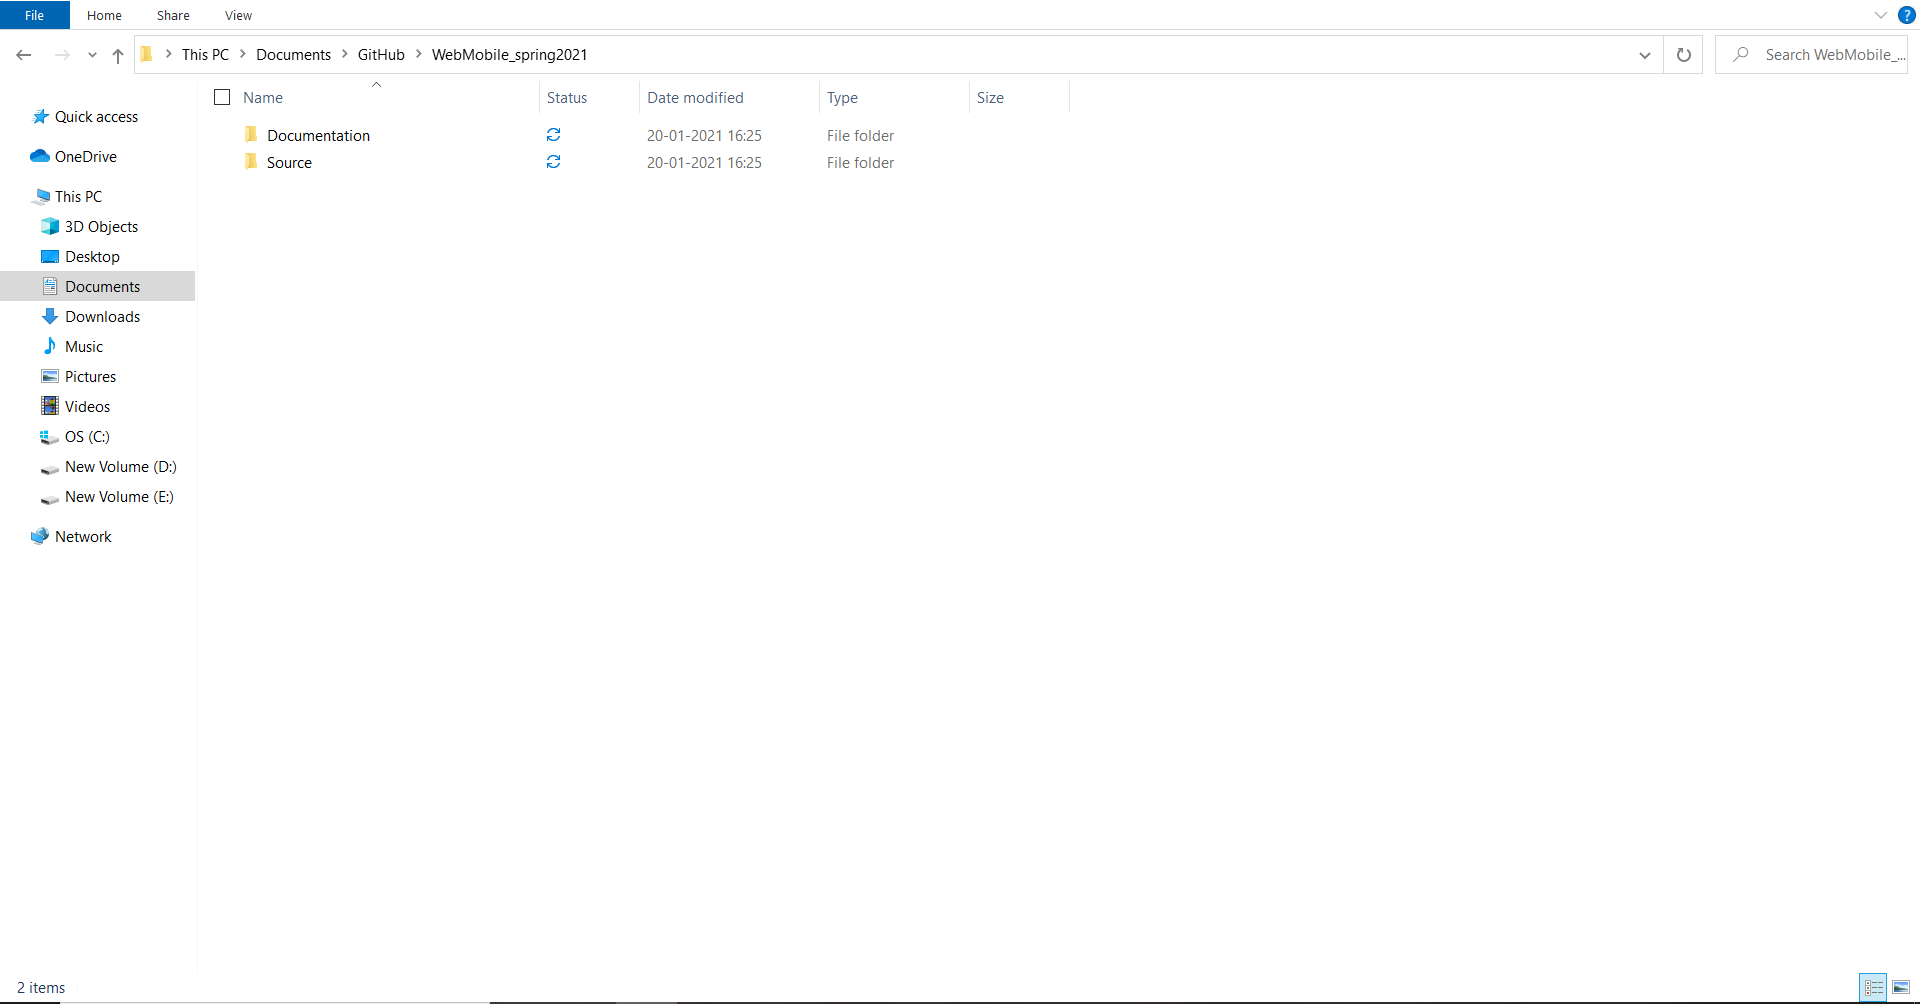 File Home Share View ?
This PC > Documents > GitHub > WebMobile_spring2021 Search WebMobile_...
Name Status Date modified Type Size
Documentation 20-01-2021 16:25 File folder
Source 20-01-2021 16:25 File folder
Quick access
OneDrive
This PC
3D Objects
Desktop
Documents
Downloads
Music
Pictures
Videos
OS (C:)
New Volume (D:)
New Volume (E:)
Network
2 items